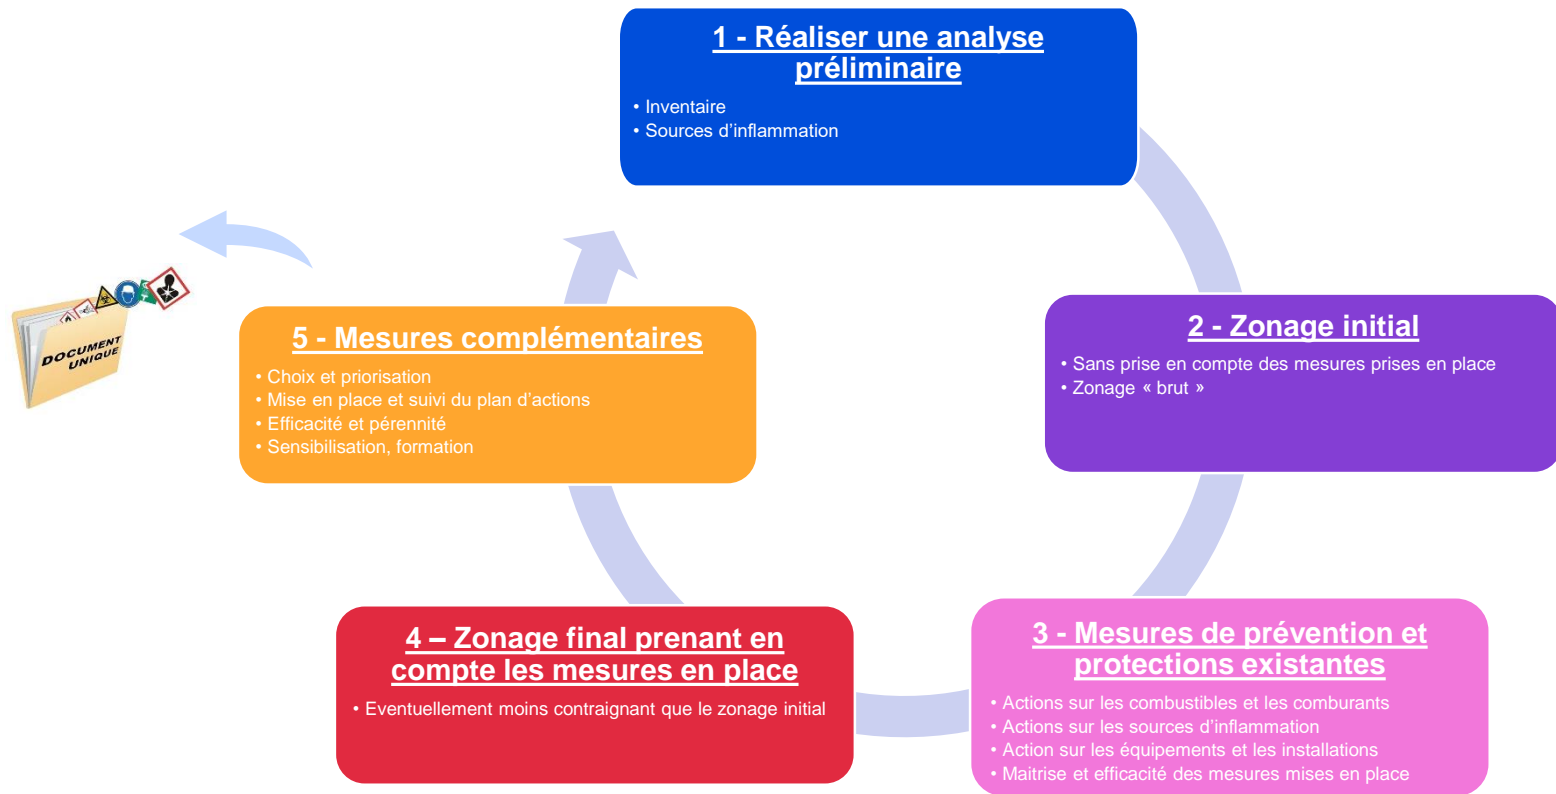 1 - Réaliser une analyse
préliminaire
• Inventaire
• Sources d’inflammation
2 - Zonage initial
• Sans prise en compte des mesures prises en place
• Zonage « brut »
3 - Mesures de prévention et
protections existantes
• Actions sur les combustibles et les comburants
• Actions sur les sources d’inflammation
• Action sur les équipements et les installations
• Maitrise et efficacité des mesures mises en place
4 – Zonage final prenant en
compte les mesures en place
• Eventuellement moins contraignant que le zonage initial
5 - Mesures complémentaires
• Choix et priorisation
• Mise en place et suivi du plan d’actions
• Efficacité et pérennité
• Sensibilisation, formation
DOCUMENT
UNIQUE